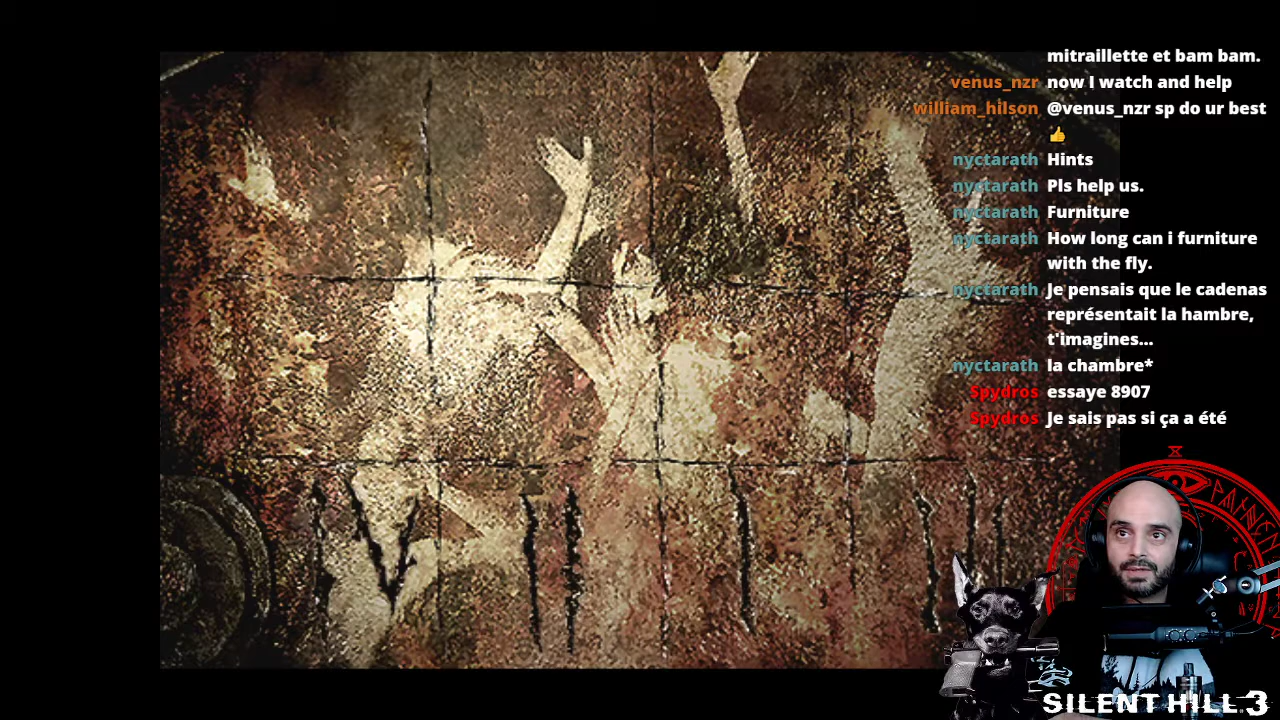 mitraillette et bam bam.
venus_nzr now I watch and help
william_hilson @venus_nzr sp do ur best
👍
nyctarath Hints
nyctarath Pls help us.
nyctarath Furniture
nyctarath How long can i furniture
with the fly.
nyctarath Je pensais que le cadenas
représentait la hambre,
t'imagines...
nyctarath la chambre*
Spydros essaye 8907
Spydros Je sais pas si ça a été
SILENT HILL 3